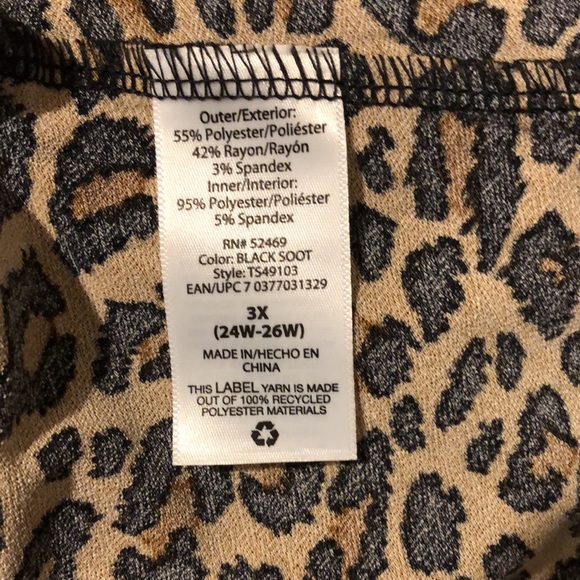 Outer/Exterior:
55% Polyester/Poliéster
42% Rayon/Rayón
3% Spandex
Inner/Interior:
95% Polyester/Poliéster
5% Spandex
RN# 52469
Color: BLACK SOOT
Style: TS49103
EAN/UPC 7 0377031329
3X
(24W-26W)
MADE IN/HECHO EN
CHINA
THIS LABEL YARN IS MADE
OUT OF 100% RECYCLED
POLYESTER MATERIALS